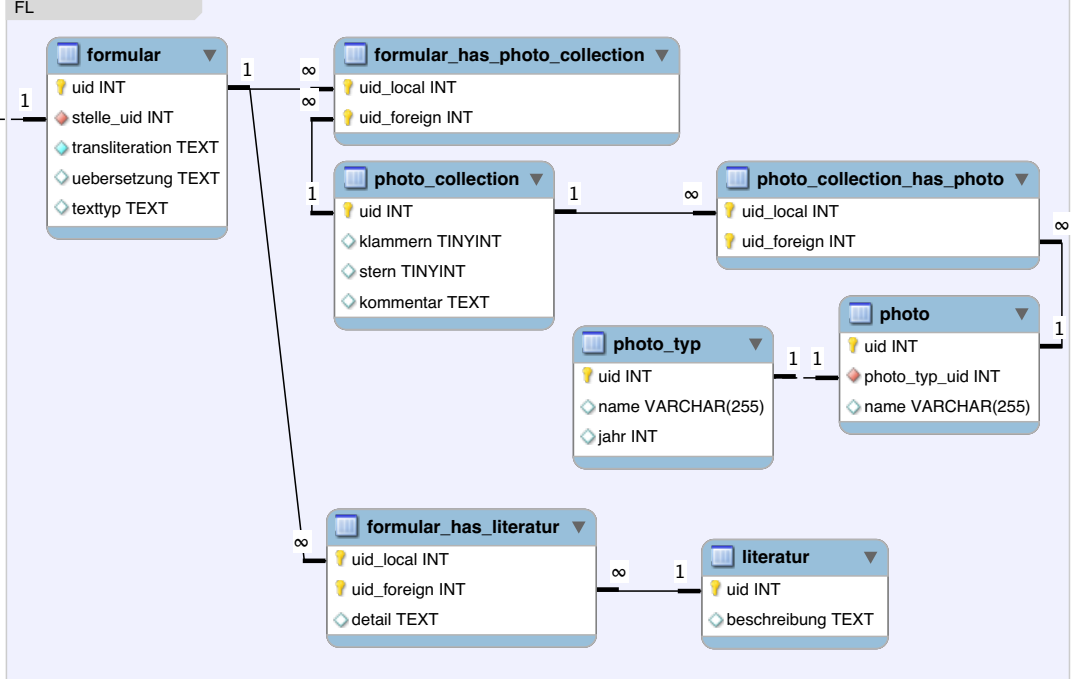 FL
formular
uid INT
stelle_uid INT
transliteration TEXT
uebersetzung TEXT
texttyp TEXT
1
1
∞
∞
formular_has_photo_collection
uid_local INT
uid_foreign INT
1
photo_collection
uid INT
klammern TINYINT
stern TINYINT
kommentar TEXT
1
∞
photo_collection_has_photo
uid_local INT
uid_foreign INT
∞
1
photo
uid INT
photo_typ_uid INT
name VARCHAR(255)
1
1
photo_typ
uid INT
name VARCHAR(255)
jahr INT
∞
formular_has_literatur
uid_local INT
uid_foreign INT
detail TEXT
∞
1
literatur
uid INT
beschreibung TEXT